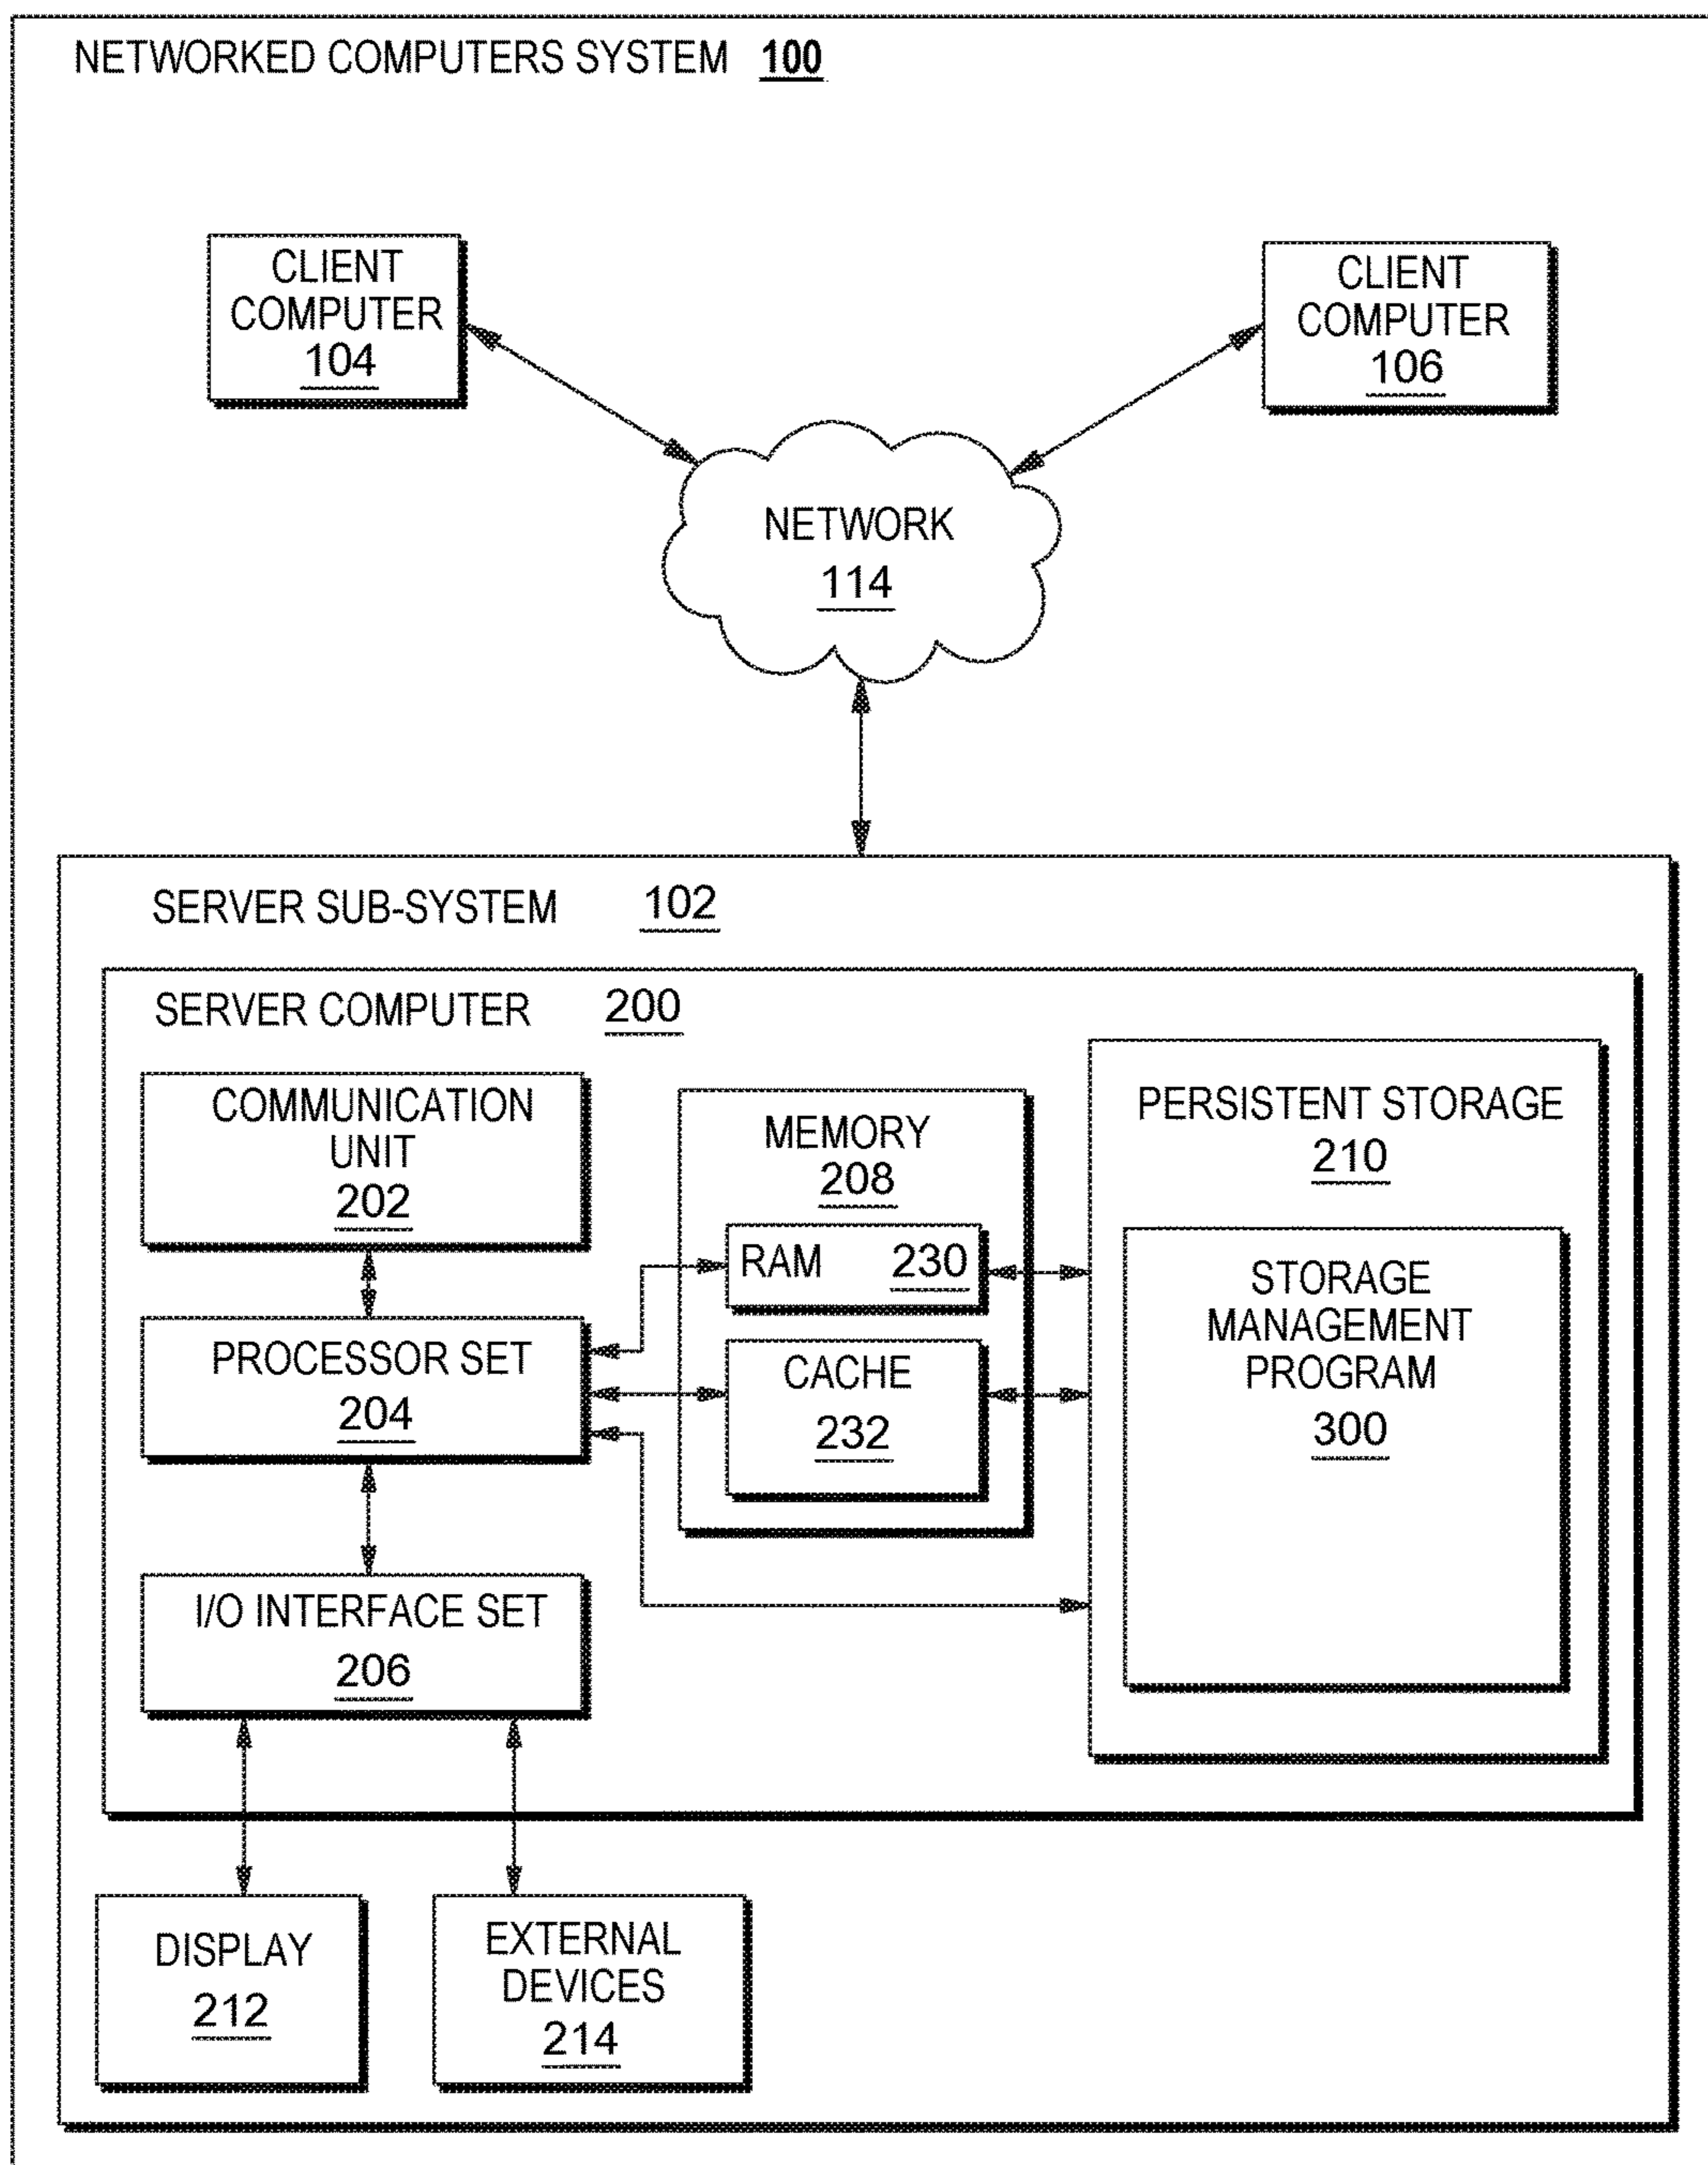 NETWORKED COMPUTERS SYSTEM 100
CLIENT
COMPUTER
104
CLIENT
COMPUTER
106
NETWORK
114
SERVER SUB-SYSTEM 102
SERVER COMPUTER 200
COMMUNICATION
UNIT
202
PROCESSOR SET
204
I/O INTERFACE SET
206
MEMORY
208
RAM 230
CACHE
232
PERSISTENT STORAGE
210
STORAGE
MANAGEMENT
PROGRAM
300
DISPLAY
212
EXTERNAL
DEVICES
214